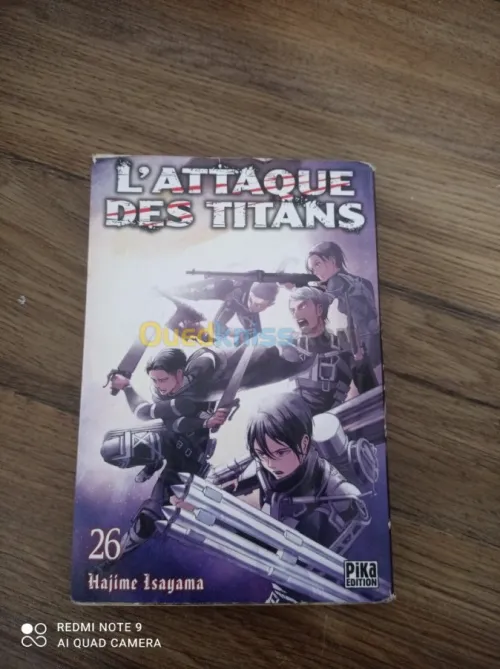 L'ATTAQUE
DES TITANS
Ouedkniss
26
Hajime Isayama
PiKa
EDITION
REDMI NOTE 9
AI QUAD CAMERA